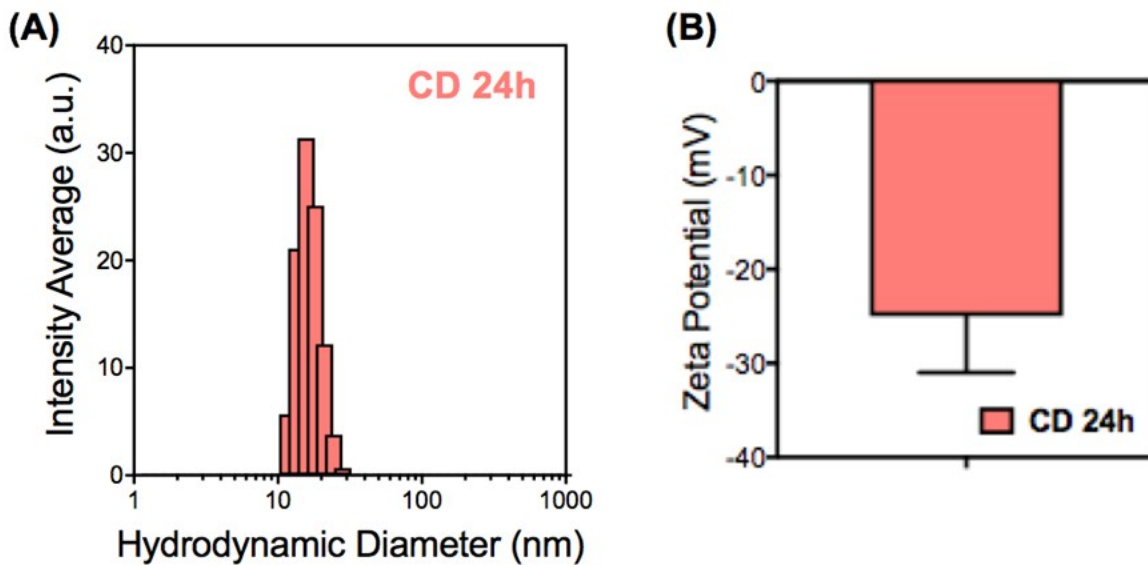 (A)
40
30
20
10
0
Intensity Average (a.u.)
CD 24h
1 10 100 1000
Hydrodynamic Diameter (nm)
(B)
0
-10
-20
-30
-40
Zeta Potential (mV)
CD 24h